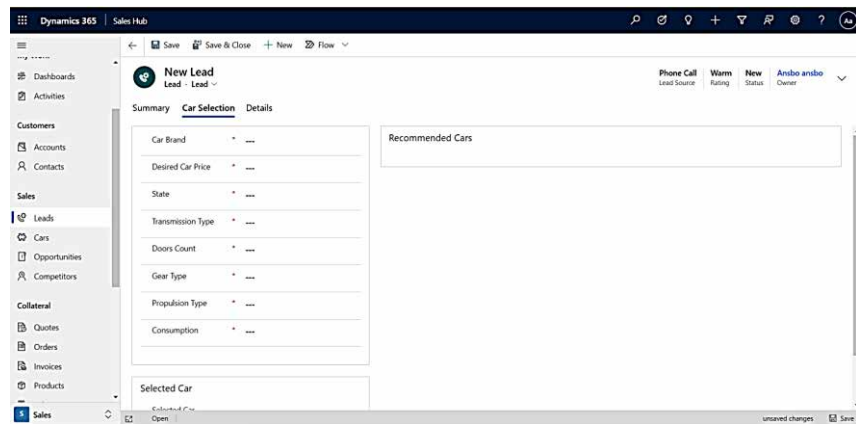 Dynamics 365 Sales Hub
Save Save & Close New Flow
Dashboards
Activities
Customers
Accounts
Contacts
Sales
Leads
Cars
Opportunities
Competitors
Collateral
Quotes
Orders
Invoices
Products
S Sales
New Lead
Lead · Lead
Phone Call
Lead Source
Warm
Rating
New
Status
Ansbo ansbo
Owner
Summary Car Selection Details
Car Brand * ---
Desired Car Price * ---
State * ---
Transmission Type * ---
Doors Count * ---
Gear Type * ---
Propulsion Type * ---
Consumption * ---
Selected Car
Recommended Cars
Open
unsaved changes Save
? Aa